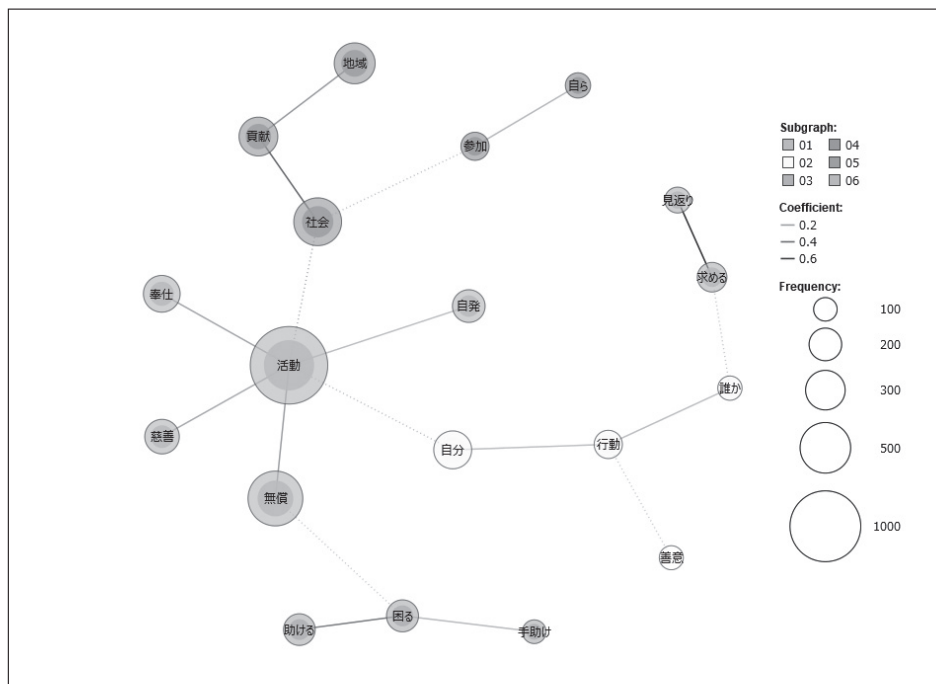 地域
自ら
貢献
参加
Subgraph:
01 04
02 05
03 06
見返り
社会
Coefficient:
0.2
0.4
0.6
求める
奉仕
自発
Frequency:
100
200
300
500
1000
活動
誰か
慈善
自分
行動
無償
善意
助ける
困る
手助け